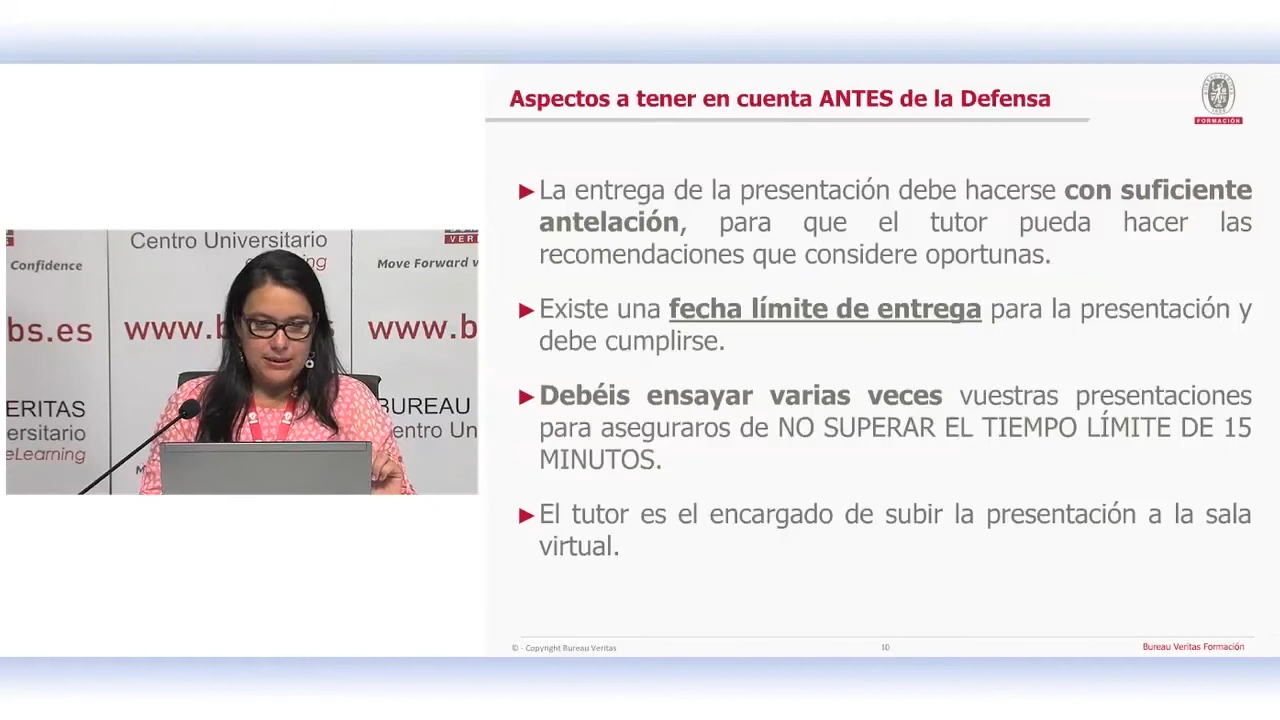 Aspectos a tener en cuenta ANTES de la Defensa
FORMACIÓN
►La entrega de la presentación debe hacerse con suficiente
antelación, para que el tutor pueda hacer las
recomendaciones que considere oportunas.
►Existe una fecha límite de entrega para la presentación y
debe cumplirse.
►Debéis ensayar varias veces vuestras presentaciones
para aseguraros de NO SUPERAR EL TIEMPO LÍMITE DE 15
MINUTOS.
►El tutor es el encargado de subir la presentación a la sala
virtual.
© - Copyright Bureau Veritas
10
Bureau Veritas Formación
Centro Universitario
VERI
Confidence
Move Forward
bs.es
www.b
www.b
ERITAS
BUREAU
ersitario
entro Un
eLearning